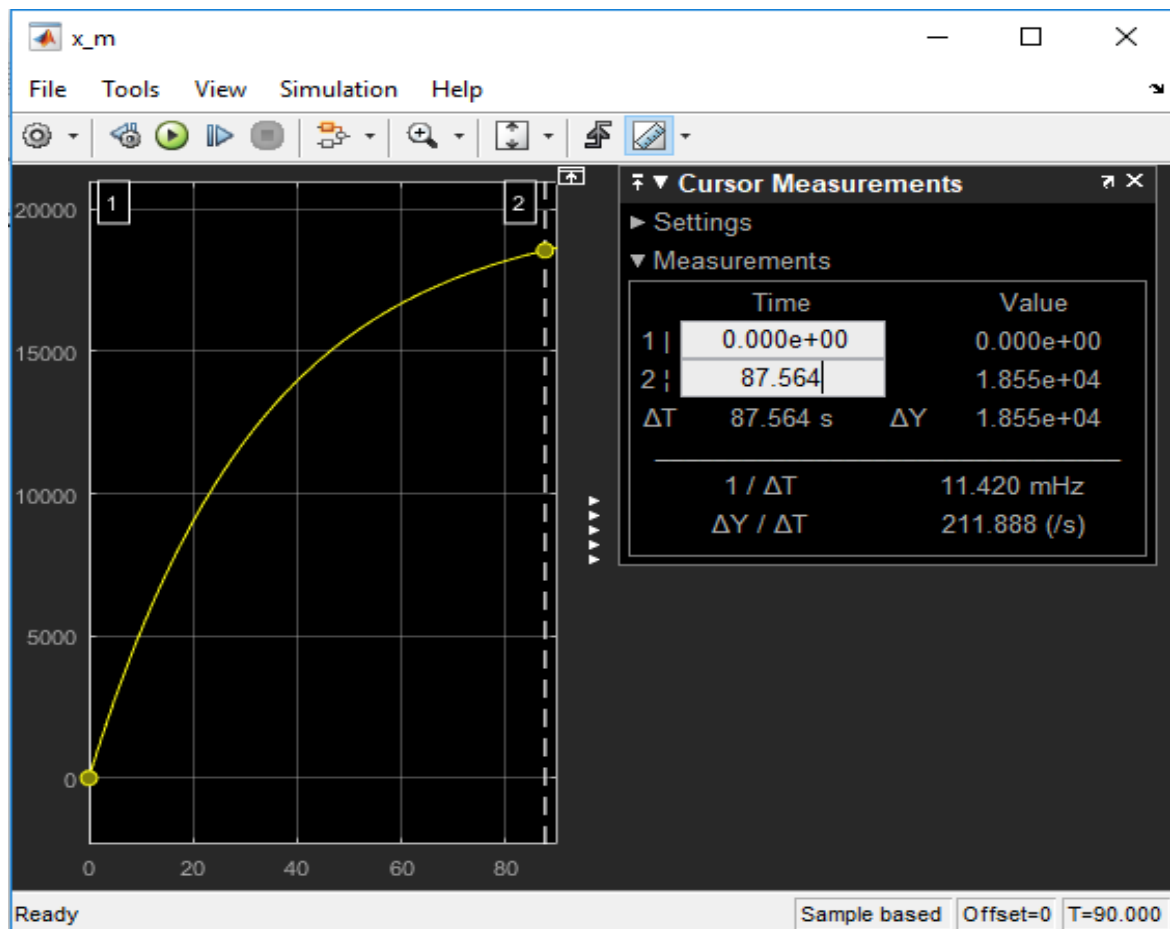 x_m
File Tools View Simulation Help
1 2
20000
15000
10000
5000
0
0 20 40 60 80
Cursor Measurements
Settings
Measurements
Time Value
1 | 0.000e+00 0.000e+00
2 ¦ 87.564 1.855e+04
ΔT 87.564 s ΔY 1.855e+04
1 / ΔT 11.420 mHz
ΔY / ΔT 211.888 (/s)
Ready Sample based Offset=0 T=90.000